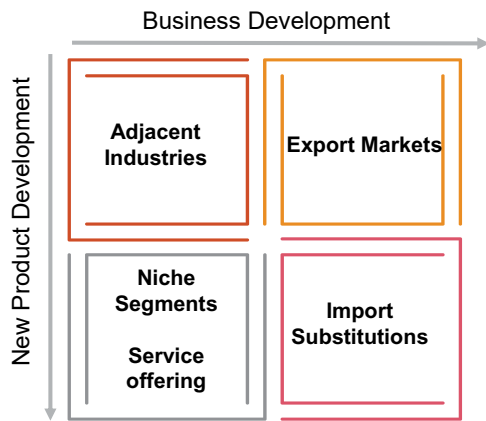 Business Development
New Product Development
Adjacent
Industries
Export Markets
Niche
Segments
Service
offering
Import
Substitutions